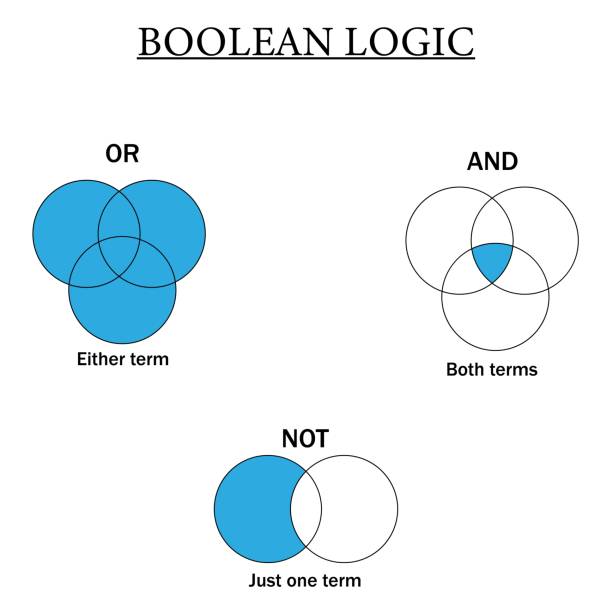 BOOLEAN LOGIC
OR
Either term
AND
Both terms
NOT
Just one term